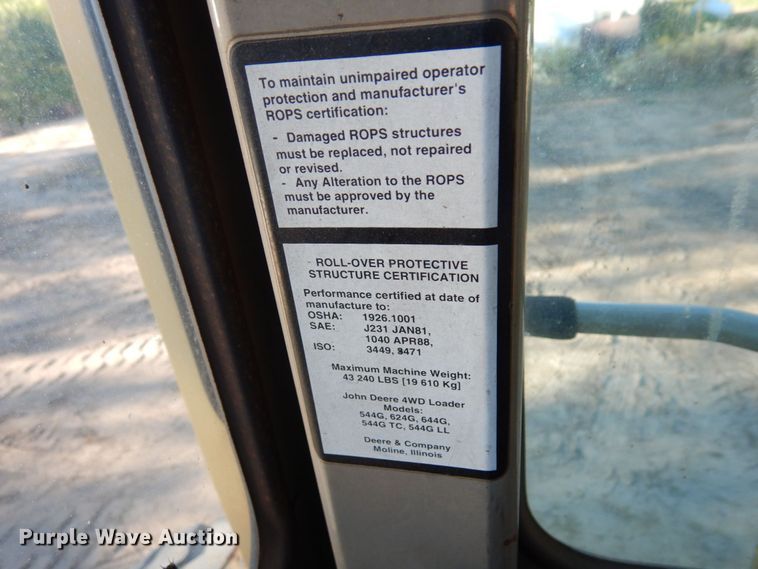 To maintain unimpaired operator
protection and manufacturer's
ROPS certification:
- Damaged ROPS structures
must be replaced, not repaired
or revised.
- Any Alteration to the ROPS
must be approved by the
manufacturer.
ROLL-OVER PROTECTIVE
STRUCTURE CERTIFICATION
Performance certified at date of
manufacture to:
OSHA: 1926.1001
SAE: J231 JAN81,
1040 APR88,
ISO: 3449, 3471
Maximum Machine Weight:
43 240 LBS [19 610 Kg]
John Deere 4WD Loader
Models:
544G, 624G, 644G,
544G TC, 544G LL
Deere & Company
Moline, Illinois
Purple Wave Auction